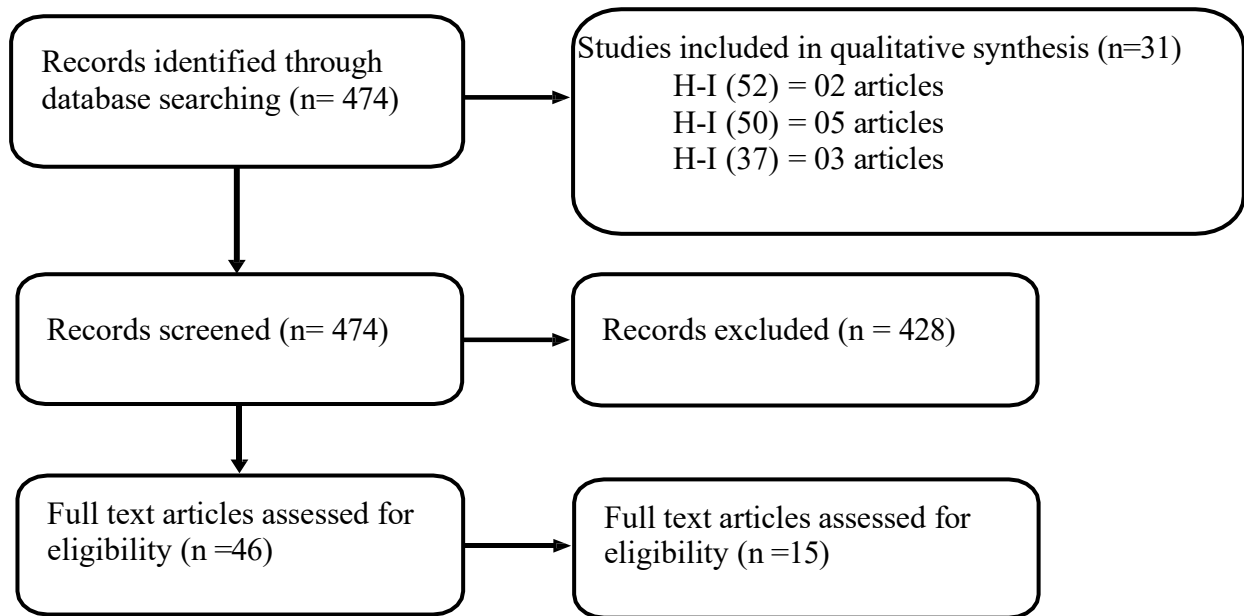 Records identified through
database searching (n= 474)
Studies included in qualitative synthesis (n=31)
H-I (52) = 02 articles
H-I (50) = 05 articles
H-I (37) = 03 articles
Records screened (n= 474)
Records excluded (n = 428)
Full text articles assessed for
eligibility (n =46)
Full text articles assessed for
eligibility (n =15)